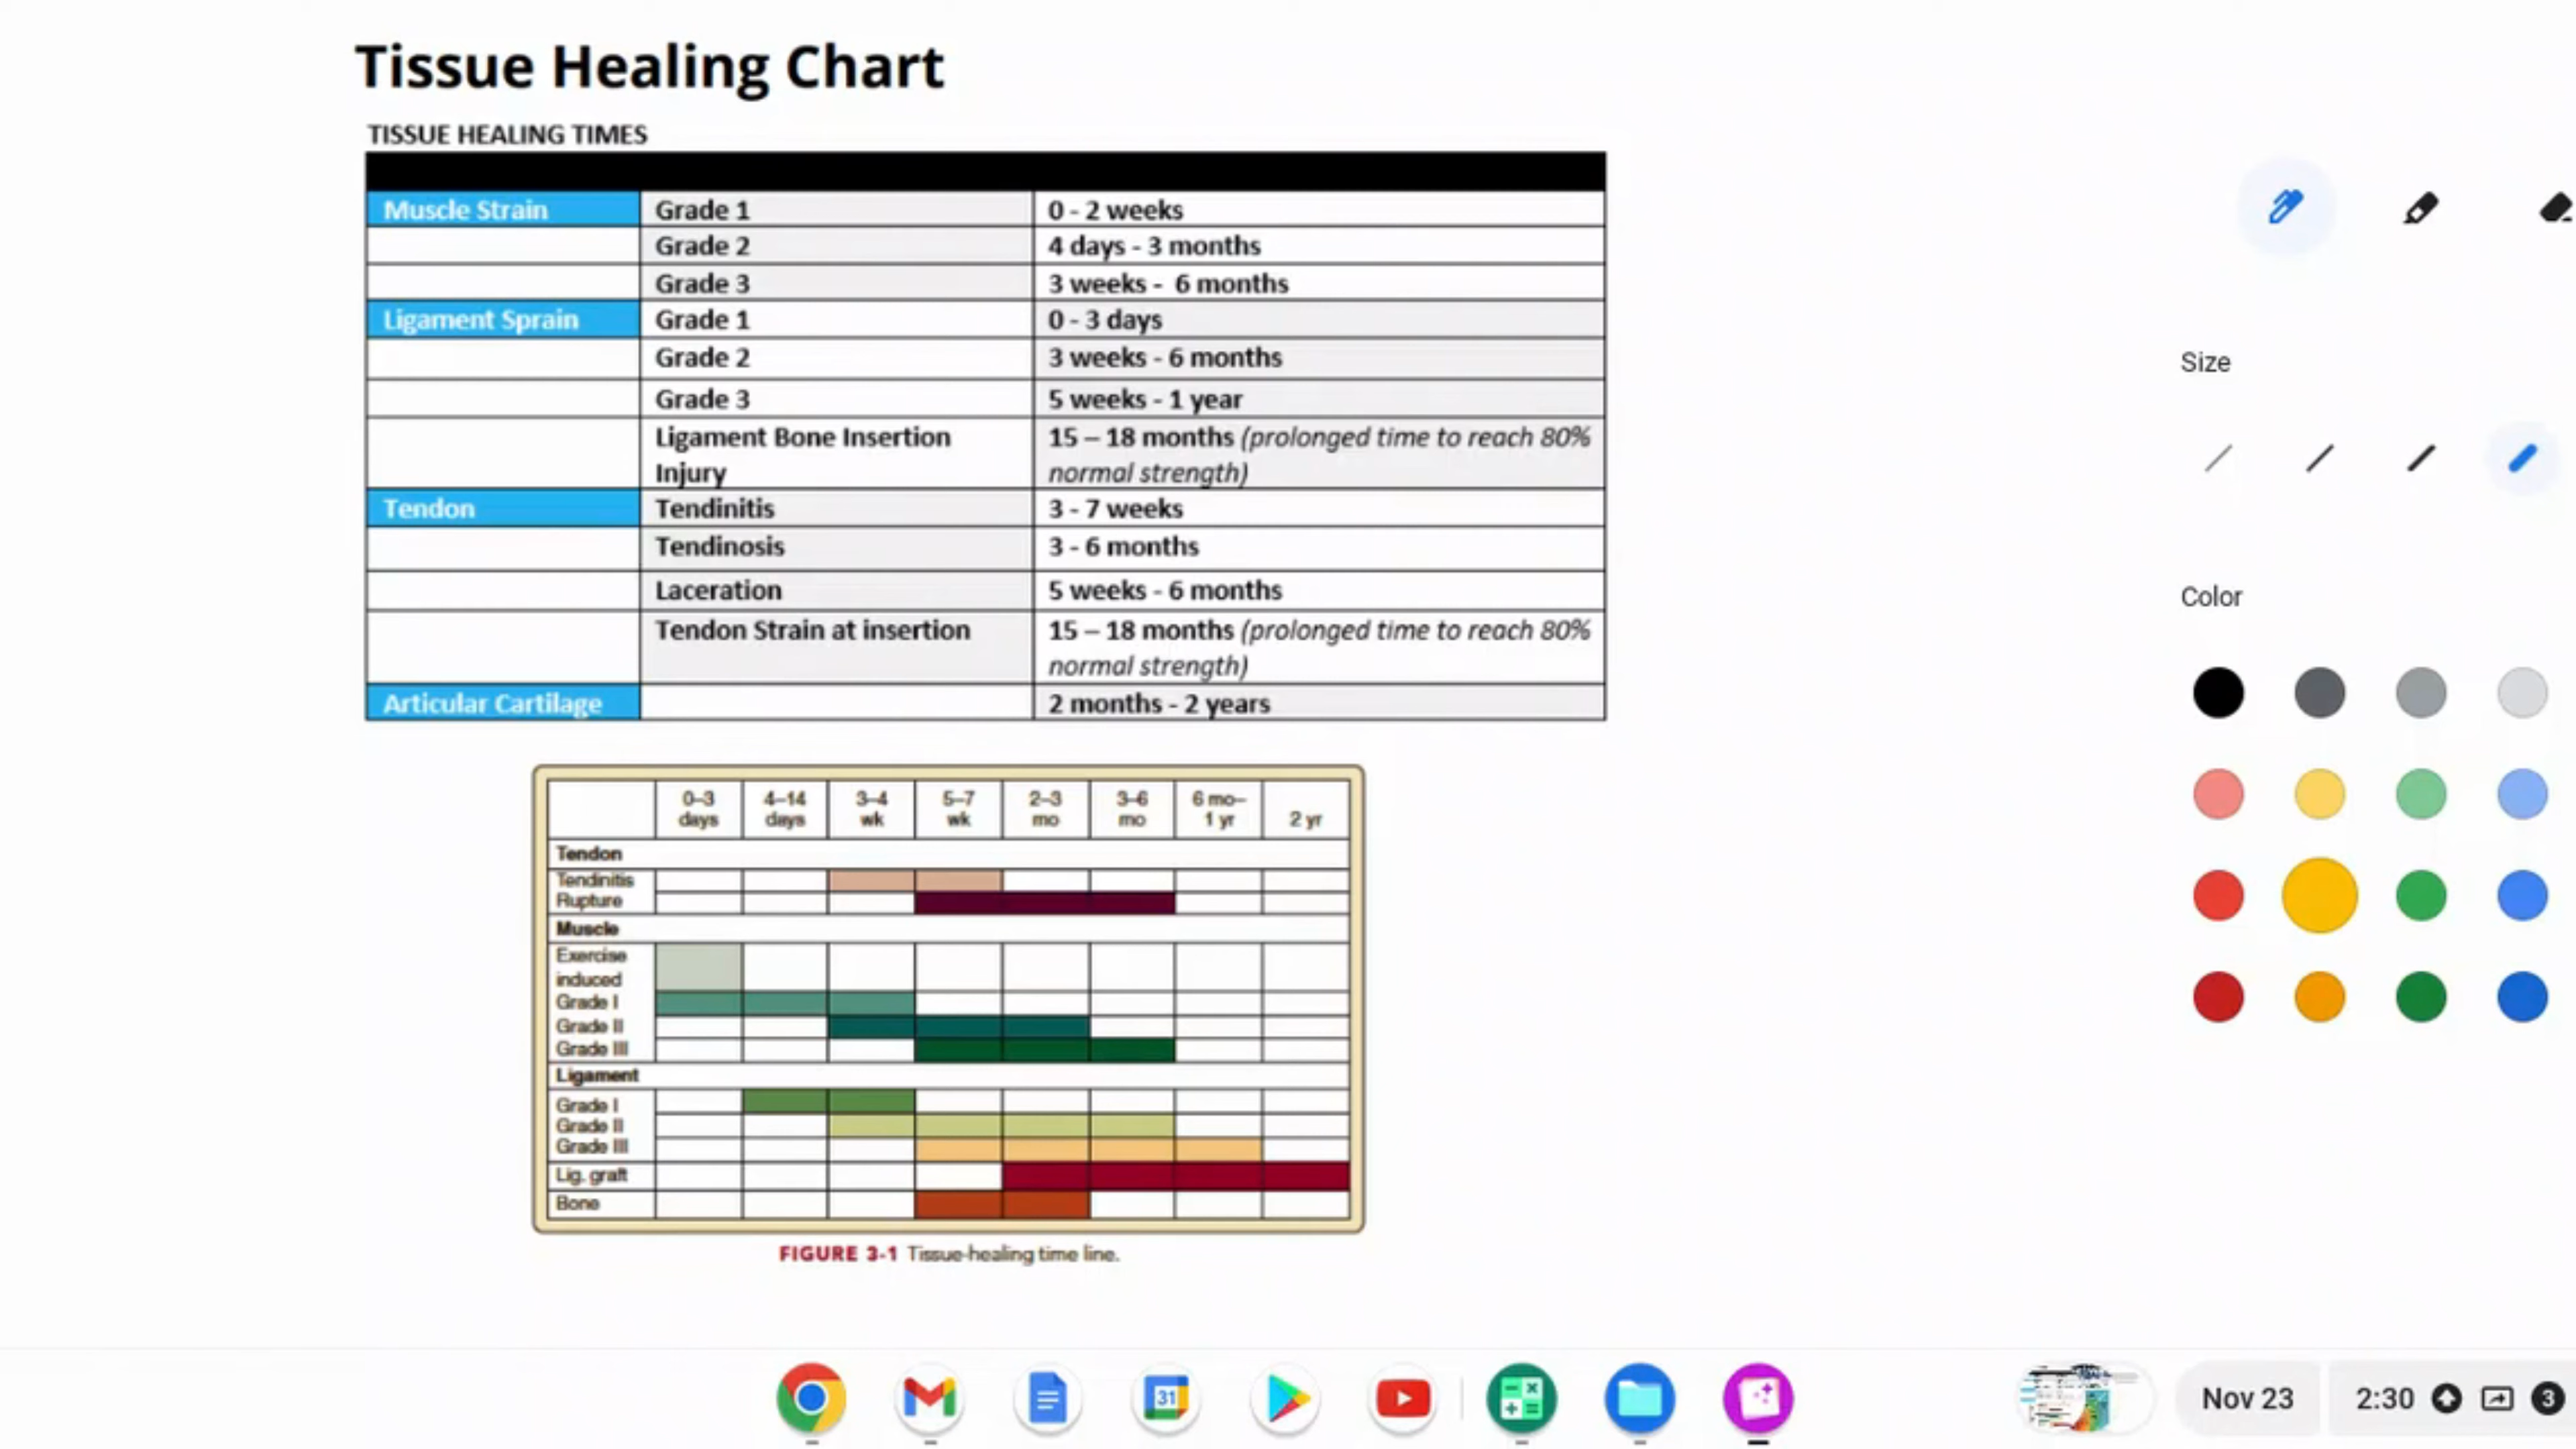 Tissue Healing Chart
TISSUE HEALING TIMES
Muscle Strain Grade 1 0 - 2 weeks
Grade 2 4 days - 3 months
Grade 3 3 weeks - 6 months
Ligament Sprain Grade 1 0 - 3 days
Grade 2 3 weeks - 6 months
Grade 3 5 weeks - 1 year
Ligament Bone Insertion 15 – 18 months (prolonged time to reach 80%
Injury normal strength)
Tendon Tendinitis 3 - 7 weeks
Tendinosis 3 - 6 months
Laceration 5 weeks - 6 months
Tendon Strain at insertion 15 – 18 months (prolonged time to reach 80%
normal strength)
Articular Cartilage 2 months - 2 years
0–3 4–14 3–4 5–7 2–3 3–6 6 mo–
days days wk wk mo mo 1 yr 2 yr
Tendon
Tendinitis
Rupture
Muscle
Exercise
induced
Grade I
Grade II
Grade III
Ligament
Grade I
Grade II
Grade III
Lig. graft
Bone
FIGURE 3-1 Tissue-healing time line.
Size
Color
31
Nov 23 2:30 3